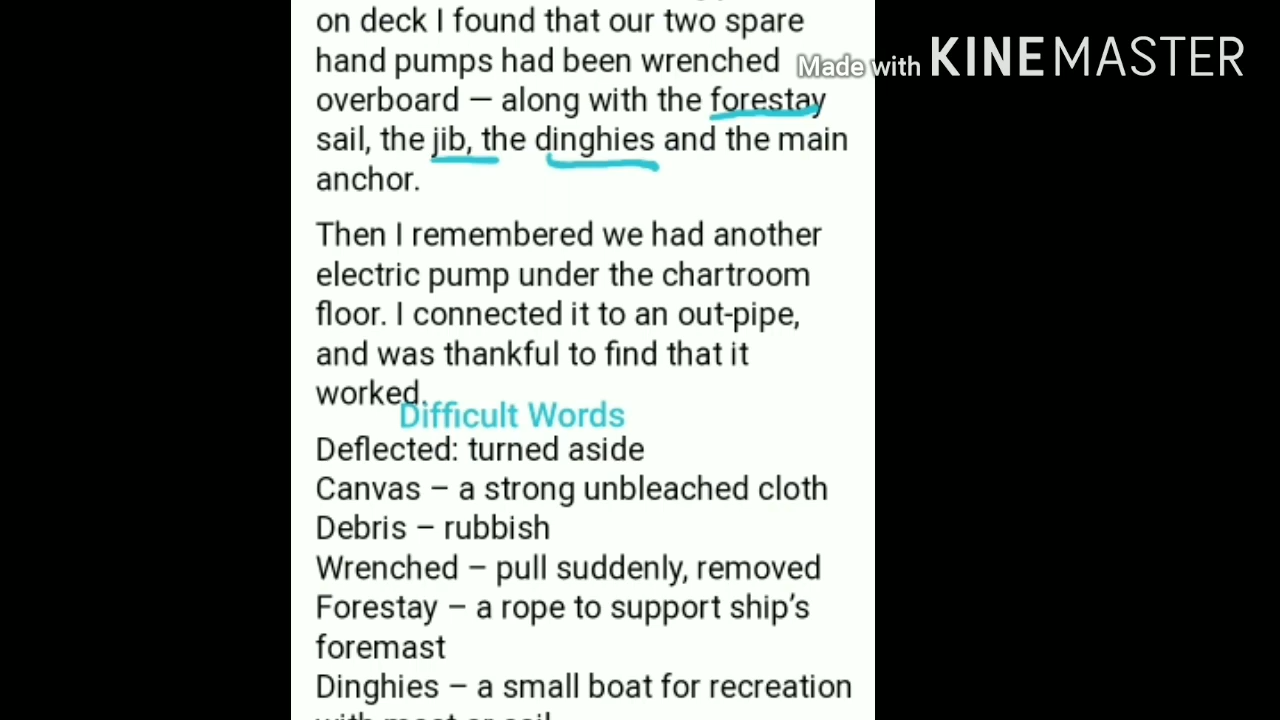 on deck I found that our two spare
hand pumps had been wrenched
overboard — along with the forestay
sail, the jib, the dinghies and the main
anchor.
Then I remembered we had another
electric pump under the chartroom
floor. I connected it to an out-pipe,
and was thankful to find that it
worked.
Difficult Words
Deflected: turned aside
Canvas – a strong unbleached cloth
Debris – rubbish
Wrenched – pull suddenly, removed
Forestay – a rope to support ship’s
foremast
Dinghies – a small boat for recreation
Made with KINEMASTER